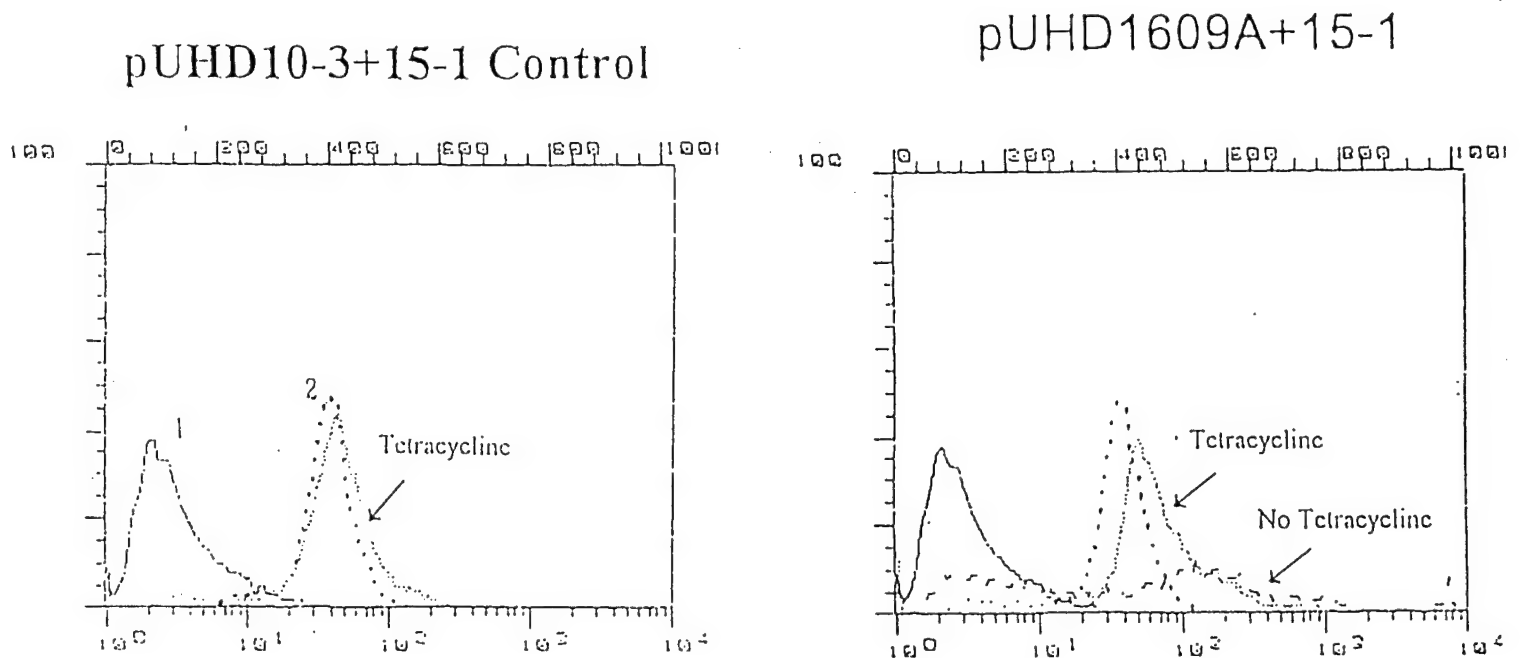 pUHD10-3+15-1 Control
100
0 200 400 600 800 1000
1
2
Tetracycline
10^0 10^1 10^2 10^3 10^4
pUHD1609A+15-1
100
0 200 400 600 800 1000
Tetracycline
No Tetracycline
10^0 10^1 10^2 10^3 10^4